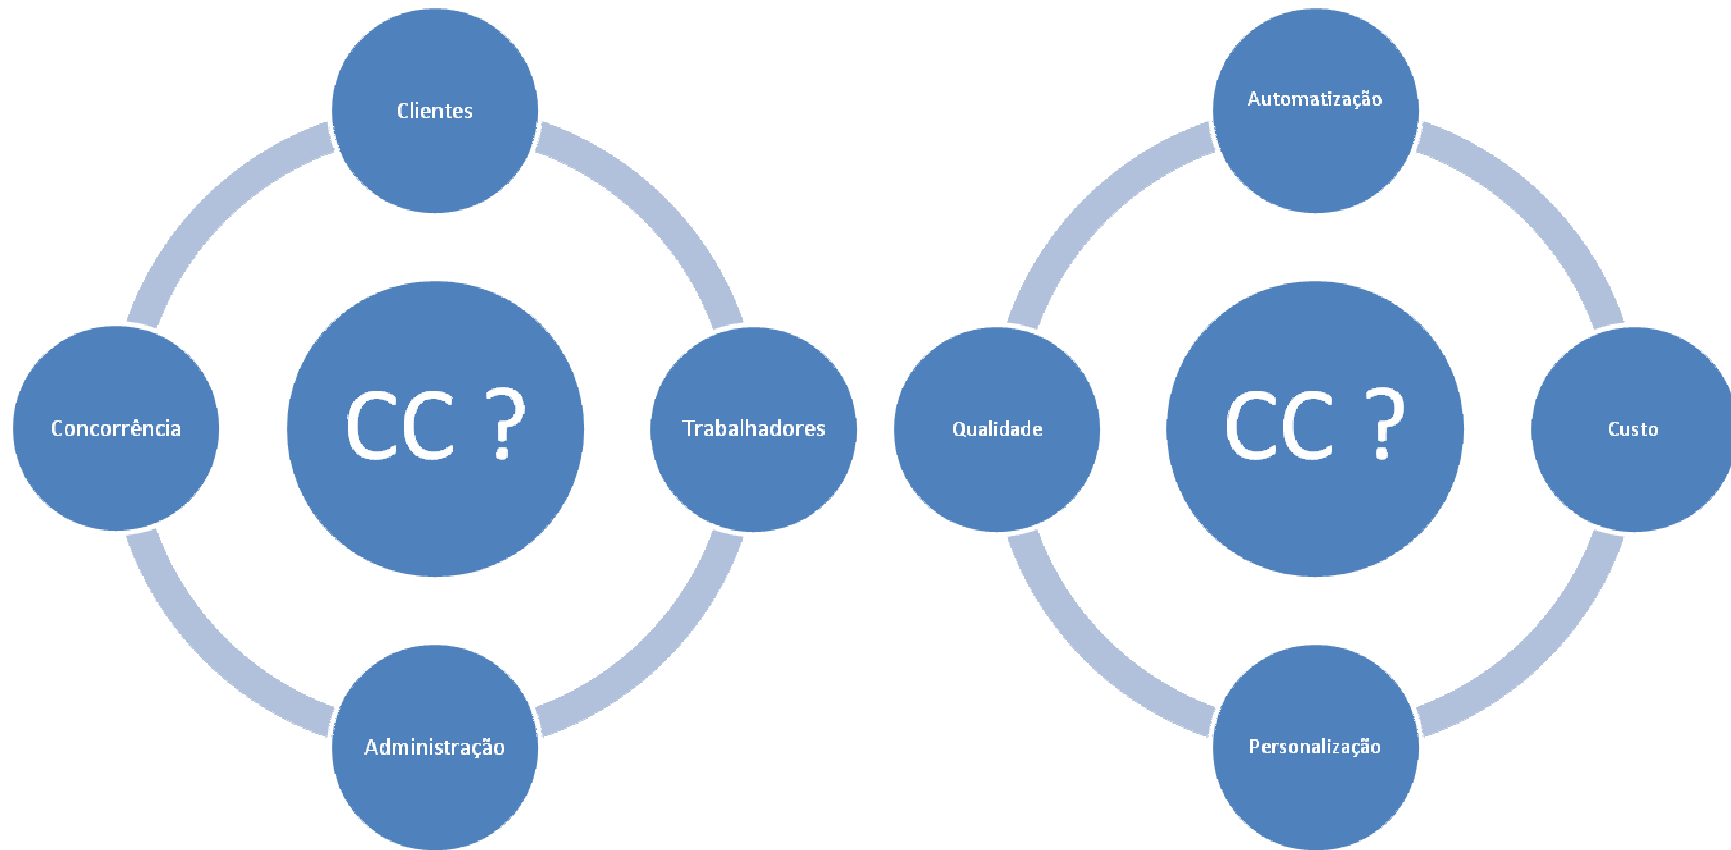 Clientes
Concorrência
CC ?
Trabalhadores
Administração
Automatização
Qualidade
CC ?
Custo
Personalização